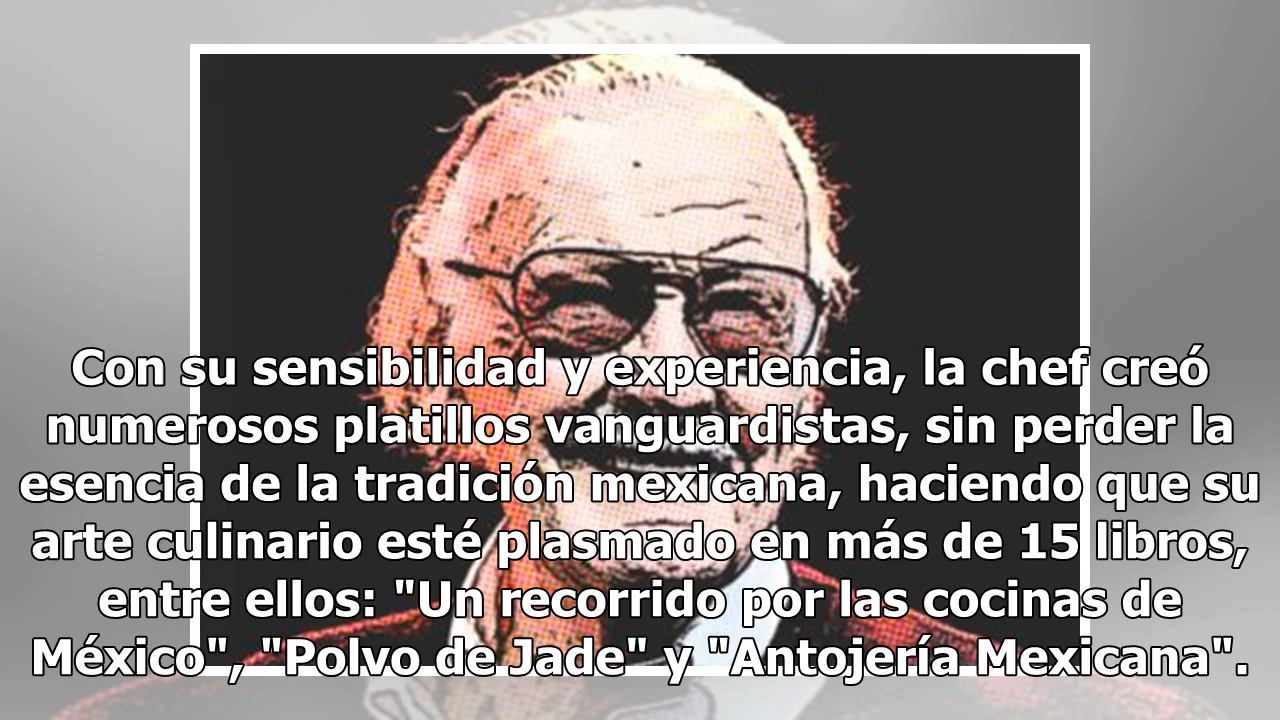 Con su sensibilidad y experiencia, la chef creó
numerosos platillos vanguardistas, sin perder la
esencia de la tradición mexicana, haciendo que su
arte culinario esté plasmado en más de 15 libros,
entre ellos: "Un recorrido por las cocinas de
México", "Polvo de Jade" y "Antojería Mexicana".